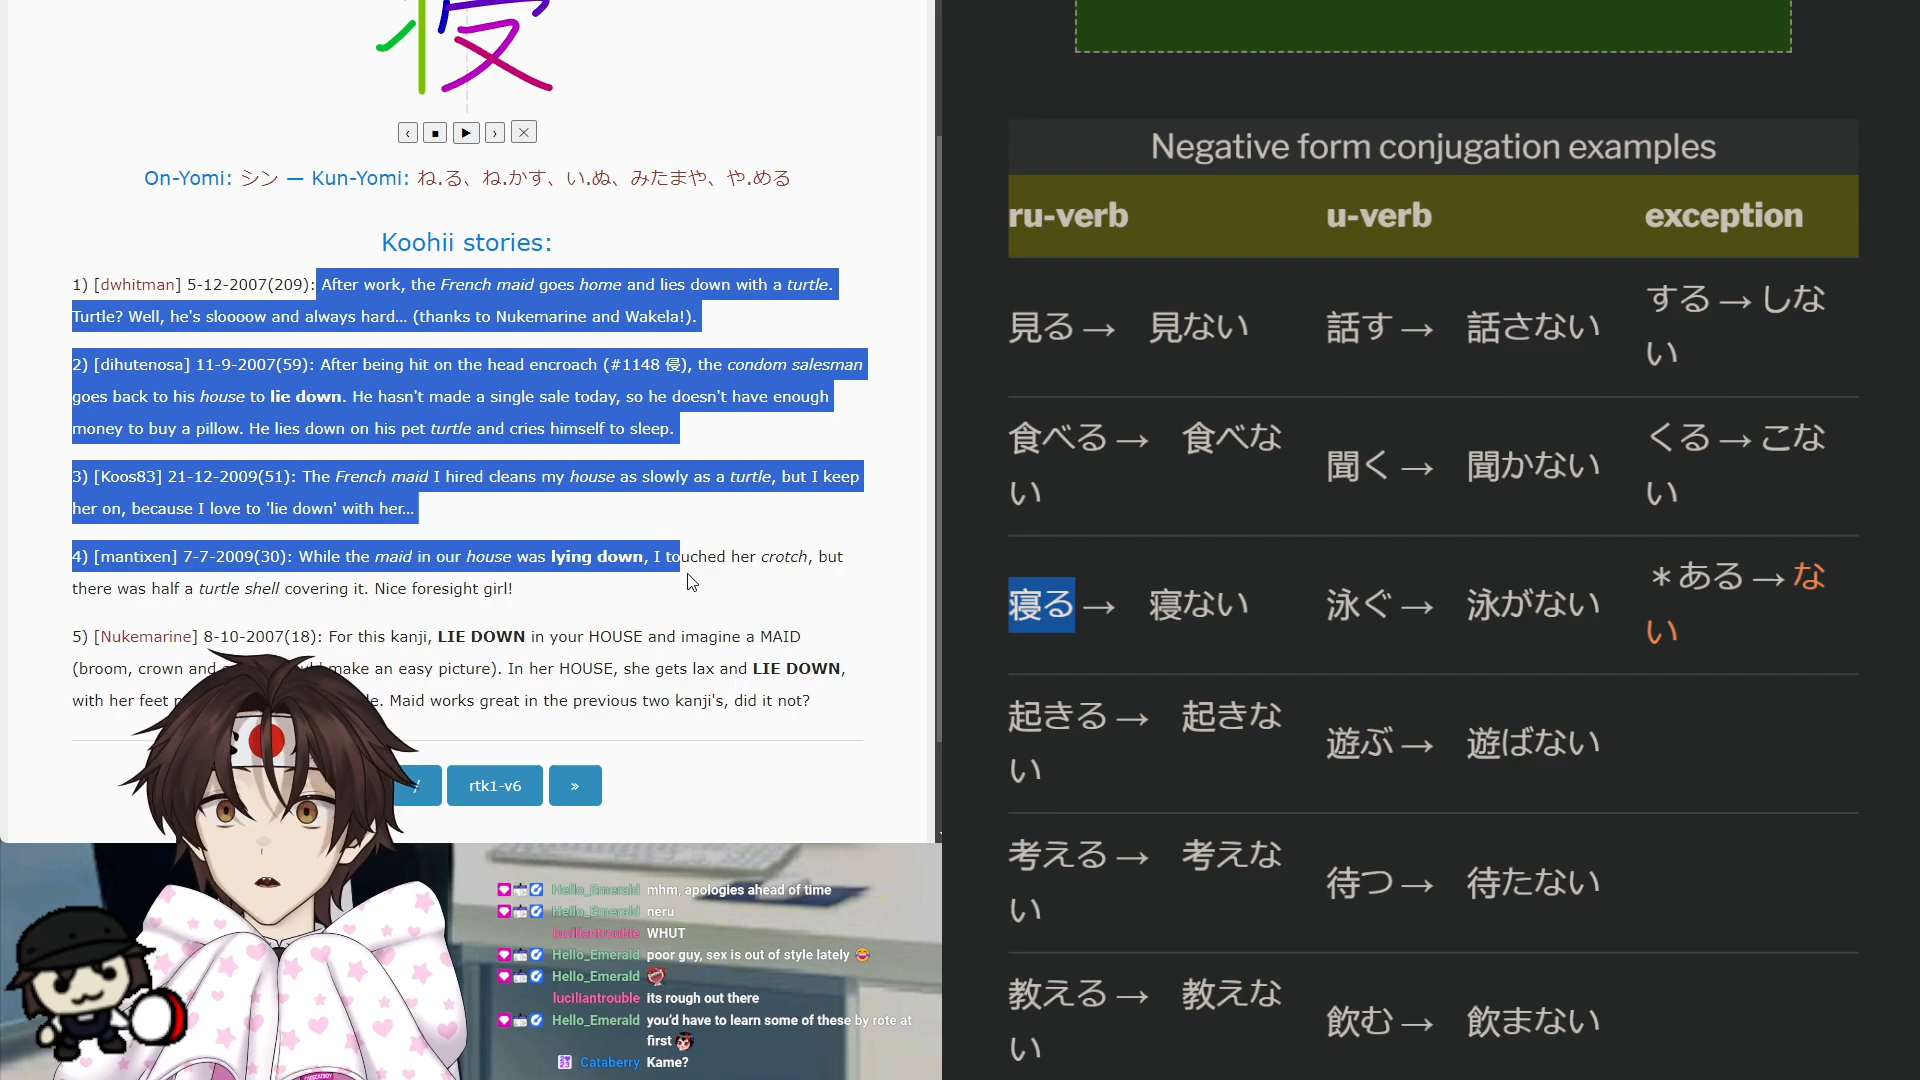 On-Yomi: シン — Kun-Yomi: ね.る、ね.かす、い.ぬ、みたまや、や.める
Koohii stories:
1) [dwhitman] 5-12-2007(209): After work, the French maid goes home and lies down with a turtle.
Turtle? Well, he's sloooow and always hard... (thanks to Nukemarine and Wakela!).
2) [dihutenosa] 11-9-2007(59): After being hit on the head encroach (#1148 侵), the condom salesman
goes back to his house to lie down. He hasn't made a single sale today, so he doesn't have enough
money to buy a pillow. He lies down on his pet turtle and cries himself to sleep.
3) [Koos83] 21-12-2009(51): The French maid I hired cleans my house as slowly as a turtle, but I keep
her on, because I love to 'lie down' with her...
4) [mantixen] 7-7-2009(30): While the maid in our house was lying down, I touched her crotch, but
there was half a turtle shell covering it. Nice foresight girl!
5) [Nukemarine] 8-10-2007(18): For this kanji, LIE DOWN in your HOUSE and imagine a MAID
(broom, crown and make an easy picture). In her HOUSE, she gets lax and LIE DOWN,
with her feet Maid works great in the previous two kanji's, did it not?
/ rtk1-v6 »
Hello_Emerald mhm, apologies ahead of time
Hello_Emerald neru
luciliantrouble WHUT
Hello_Emerald poor guy, sex is out of style lately 😂
Hello_Emerald
luciliantrouble its rough out there
Hello_Emerald you'd have to learn some of these by rote at
first
Cataberry Kame?
Negative form conjugation examples
ru-verb u-verb exception
見る → 見ない 話す → 話さない する → しな
い
食べる → 食べな 聞く → 聞かない くる → こな
い い
寝る → 寝ない 泳ぐ → 泳がない *ある → な
い
起きる → 起きな 遊ぶ → 遊ばない
い
考える → 考えな 待つ → 待たない
い
教える → 教えな 飲む → 飲まない
い